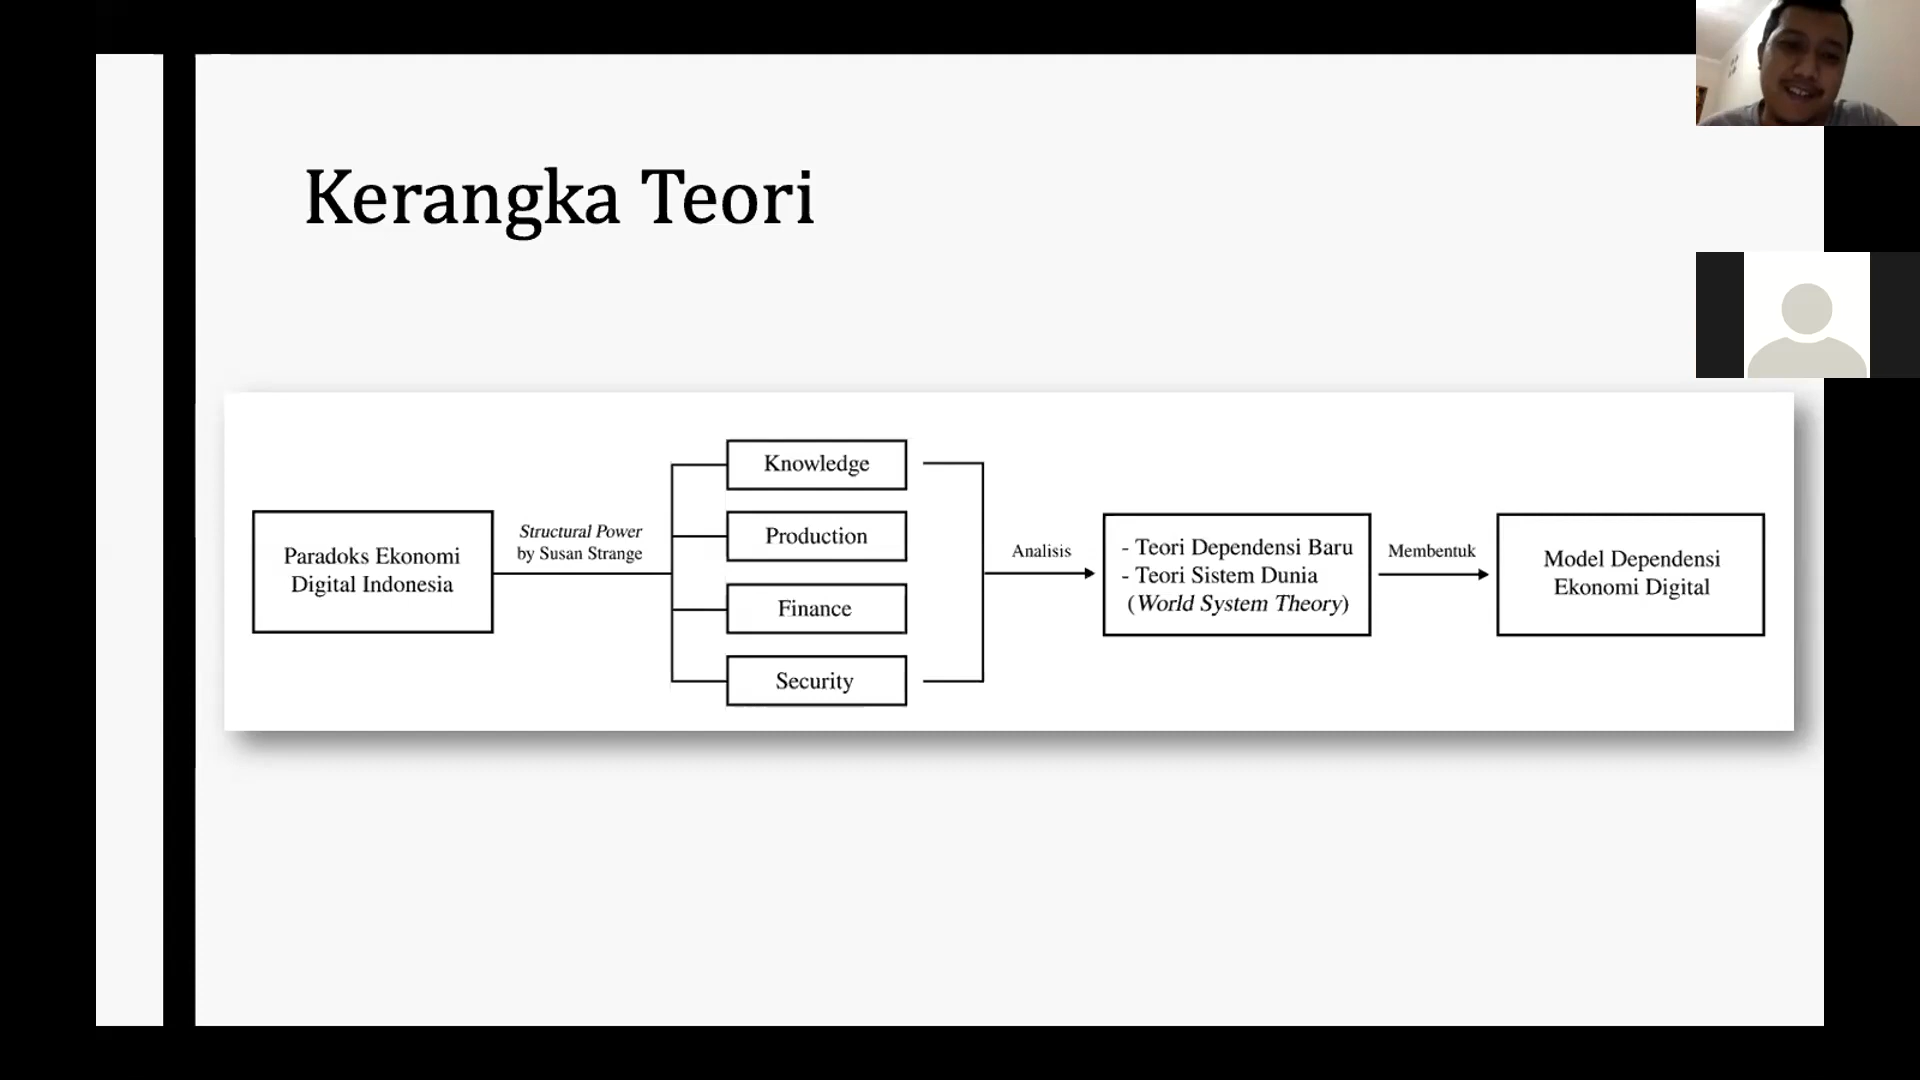 Kerangka Teori
Paradoks Ekonomi
Digital Indonesia
Structural Power
by Susan Strange
Knowledge
Production
Finance
Security
Analisis
- Teori Dependensi Baru
- Teori Sistem Dunia
(World System Theory)
Membentuk
Model Dependensi
Ekonomi Digital